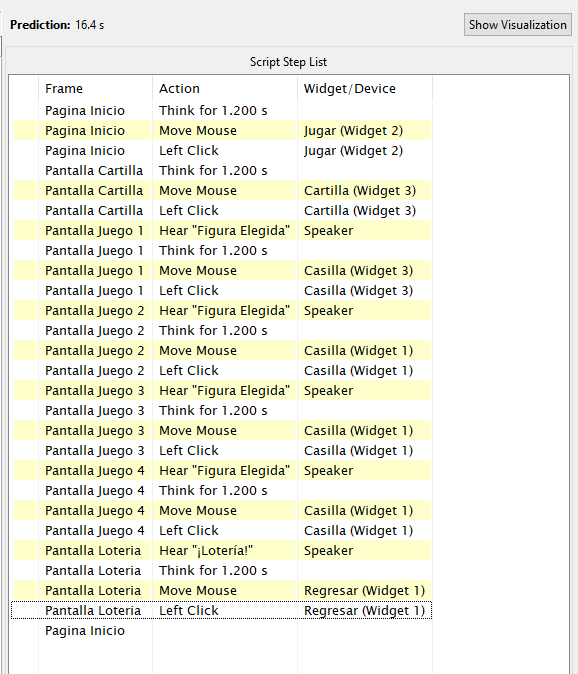 Prediction: 16.4 s
Show Visualization
Script Step List
Frame Action Widget/Device
Pagina Inicio Think for 1.200 s
Pagina Inicio Move Mouse Jugar (Widget 2)
Pagina Inicio Left Click Jugar (Widget 2)
Pantalla Cartilla Think for 1.200 s
Pantalla Cartilla Move Mouse Cartilla (Widget 3)
Pantalla Cartilla Left Click Cartilla (Widget 3)
Pantalla Juego 1 Hear "Figura Elegida" Speaker
Pantalla Juego 1 Think for 1.200 s
Pantalla Juego 1 Move Mouse Casilla (Widget 3)
Pantalla Juego 1 Left Click Casilla (Widget 3)
Pantalla Juego 2 Hear "Figura Elegida" Speaker
Pantalla Juego 2 Think for 1.200 s
Pantalla Juego 2 Move Mouse Casilla (Widget 1)
Pantalla Juego 2 Left Click Casilla (Widget 1)
Pantalla Juego 3 Hear "Figura Elegida" Speaker
Pantalla Juego 3 Think for 1.200 s
Pantalla Juego 3 Move Mouse Casilla (Widget 1)
Pantalla Juego 3 Left Click Casilla (Widget 1)
Pantalla Juego 4 Hear "Figura Elegida" Speaker
Pantalla Juego 4 Think for 1.200 s
Pantalla Juego 4 Move Mouse Casilla (Widget 1)
Pantalla Juego 4 Left Click Casilla (Widget 1)
Pantalla Loteria Hear "¡Lotería!" Speaker
Pantalla Loteria Think for 1.200 s
Pantalla Loteria Move Mouse Regresar (Widget 1)
Pantalla Loteria Left Click Regresar (Widget 1)
Pagina Inicio